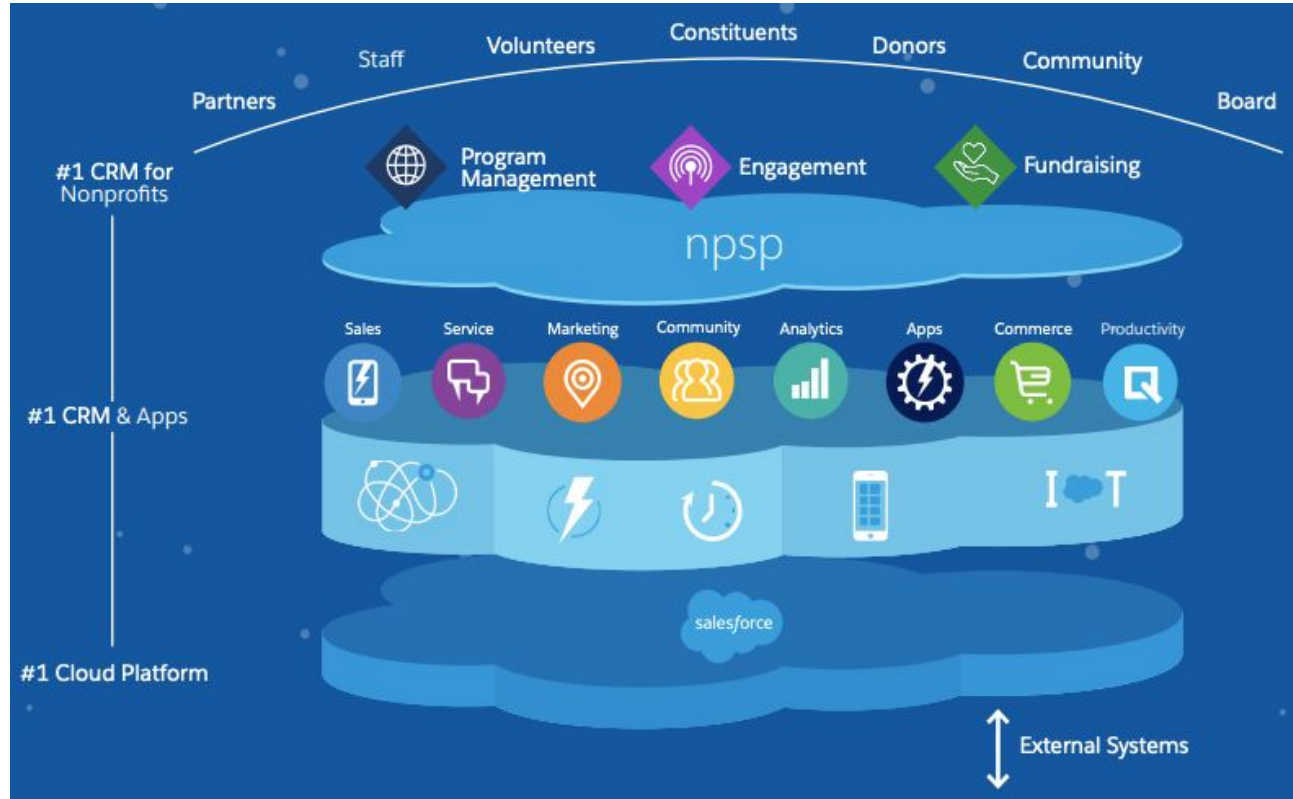 Constituents
Volunteers
Donors
Staff
Community
Partners
Board
#1 CRM for
Nonprofits
Program
Management
Engagement
Fundraising
npsp
Sales
Service
Marketing
Community
Analytics
Apps
Commerce
Productivity
#1 CRM & Apps
I T
salesforce
#1 Cloud Platform
External Systems